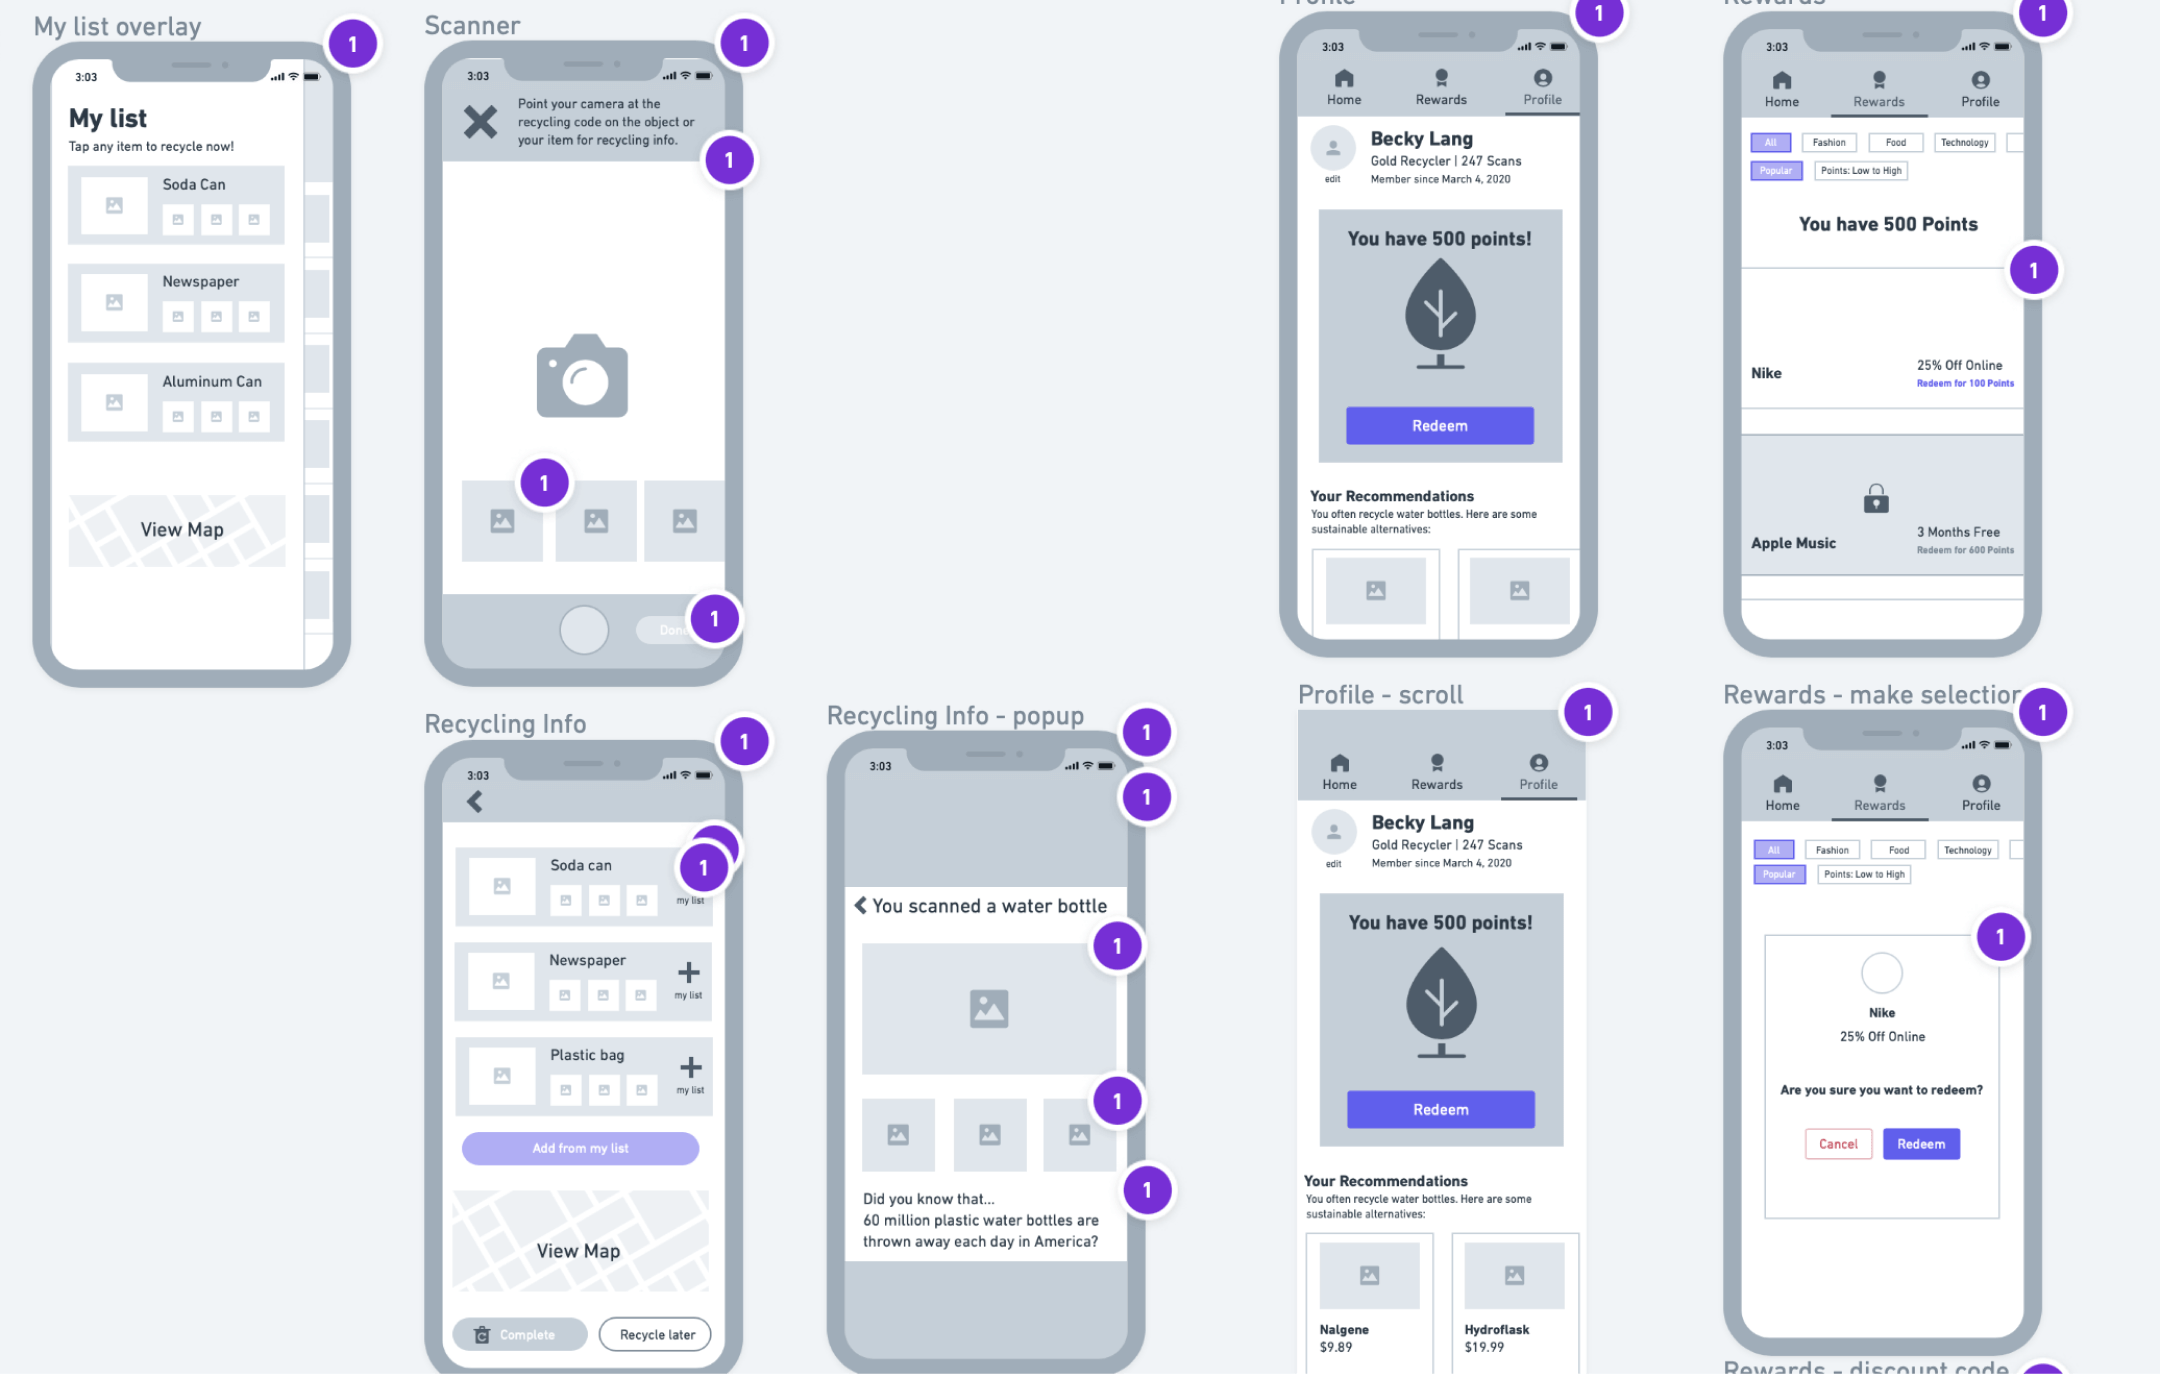 My list overlay
1
3:03
My list
Tap any item to recycle now!
Soda Can
Newspaper
Aluminum Can
View Map
Scanner
1
3:03
Point your camera at the
recycling code on the object or
your item for recycling info.
1
1
1
Profile
1
3:03
Home Rewards Profile
Becky Lang
Gold Recycler | 247 Scans
edit
Member since March 4, 2020
You have 500 points!
Redeem
Your Recommendations
You often recycle water bottles. Here are some
sustainable alternatives:
Rewards
1
3:03
Home Rewards Profile
All Fashion Food Technology
Popular Points: Low to High
You have 500 Points
1
Nike
25% Off Online
Redeem for 100 Points
Apple Music
3 Months Free
Redeem for 600 Points
Recycling Info
1
3:03
Soda can
1
my list
Newspaper
my list
Plastic bag
my list
Add from my list
View Map
Complete
Recycle later
Recycling Info - popup
1
3:03
1
You scanned a water bottle
1
1
1
Did you know that...
60 million plastic water bottles are
thrown away each day in America?
Profile - scroll
1
Home Rewards Profile
Becky Lang
Gold Recycler | 247 Scans
edit
Member since March 4, 2020
You have 500 points!
Redeem
Your Recommendations
You often recycle water bottles. Here are some
sustainable alternatives:
Nalgene
$9.89
Hydroflask
$19.99
Rewards - make selection
1
3:03
Home Rewards Profile
All Fashion Food Technology
Popular Points: Low to High
1
Nike
25% Off Online
Are you sure you want to redeem?
Cancel Redeem
Rewards - discount code